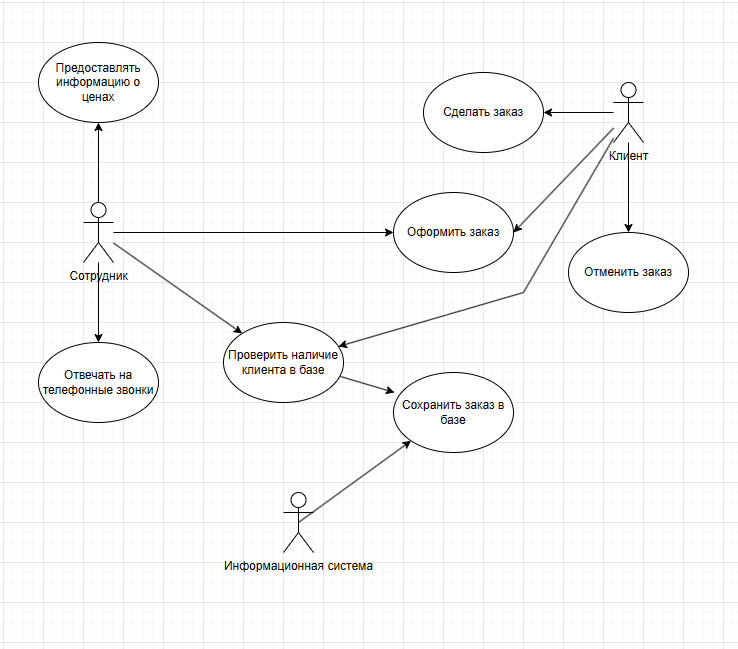 Предоставлять
информацию о
ценах
Сделать заказ
Клиент
Сотрудник
Оформить заказ
Отменить заказ
Отвечать на
телефонные звонки
Проверить наличие
клиента в базе
Сохранить заказ в
базе
Информационная система